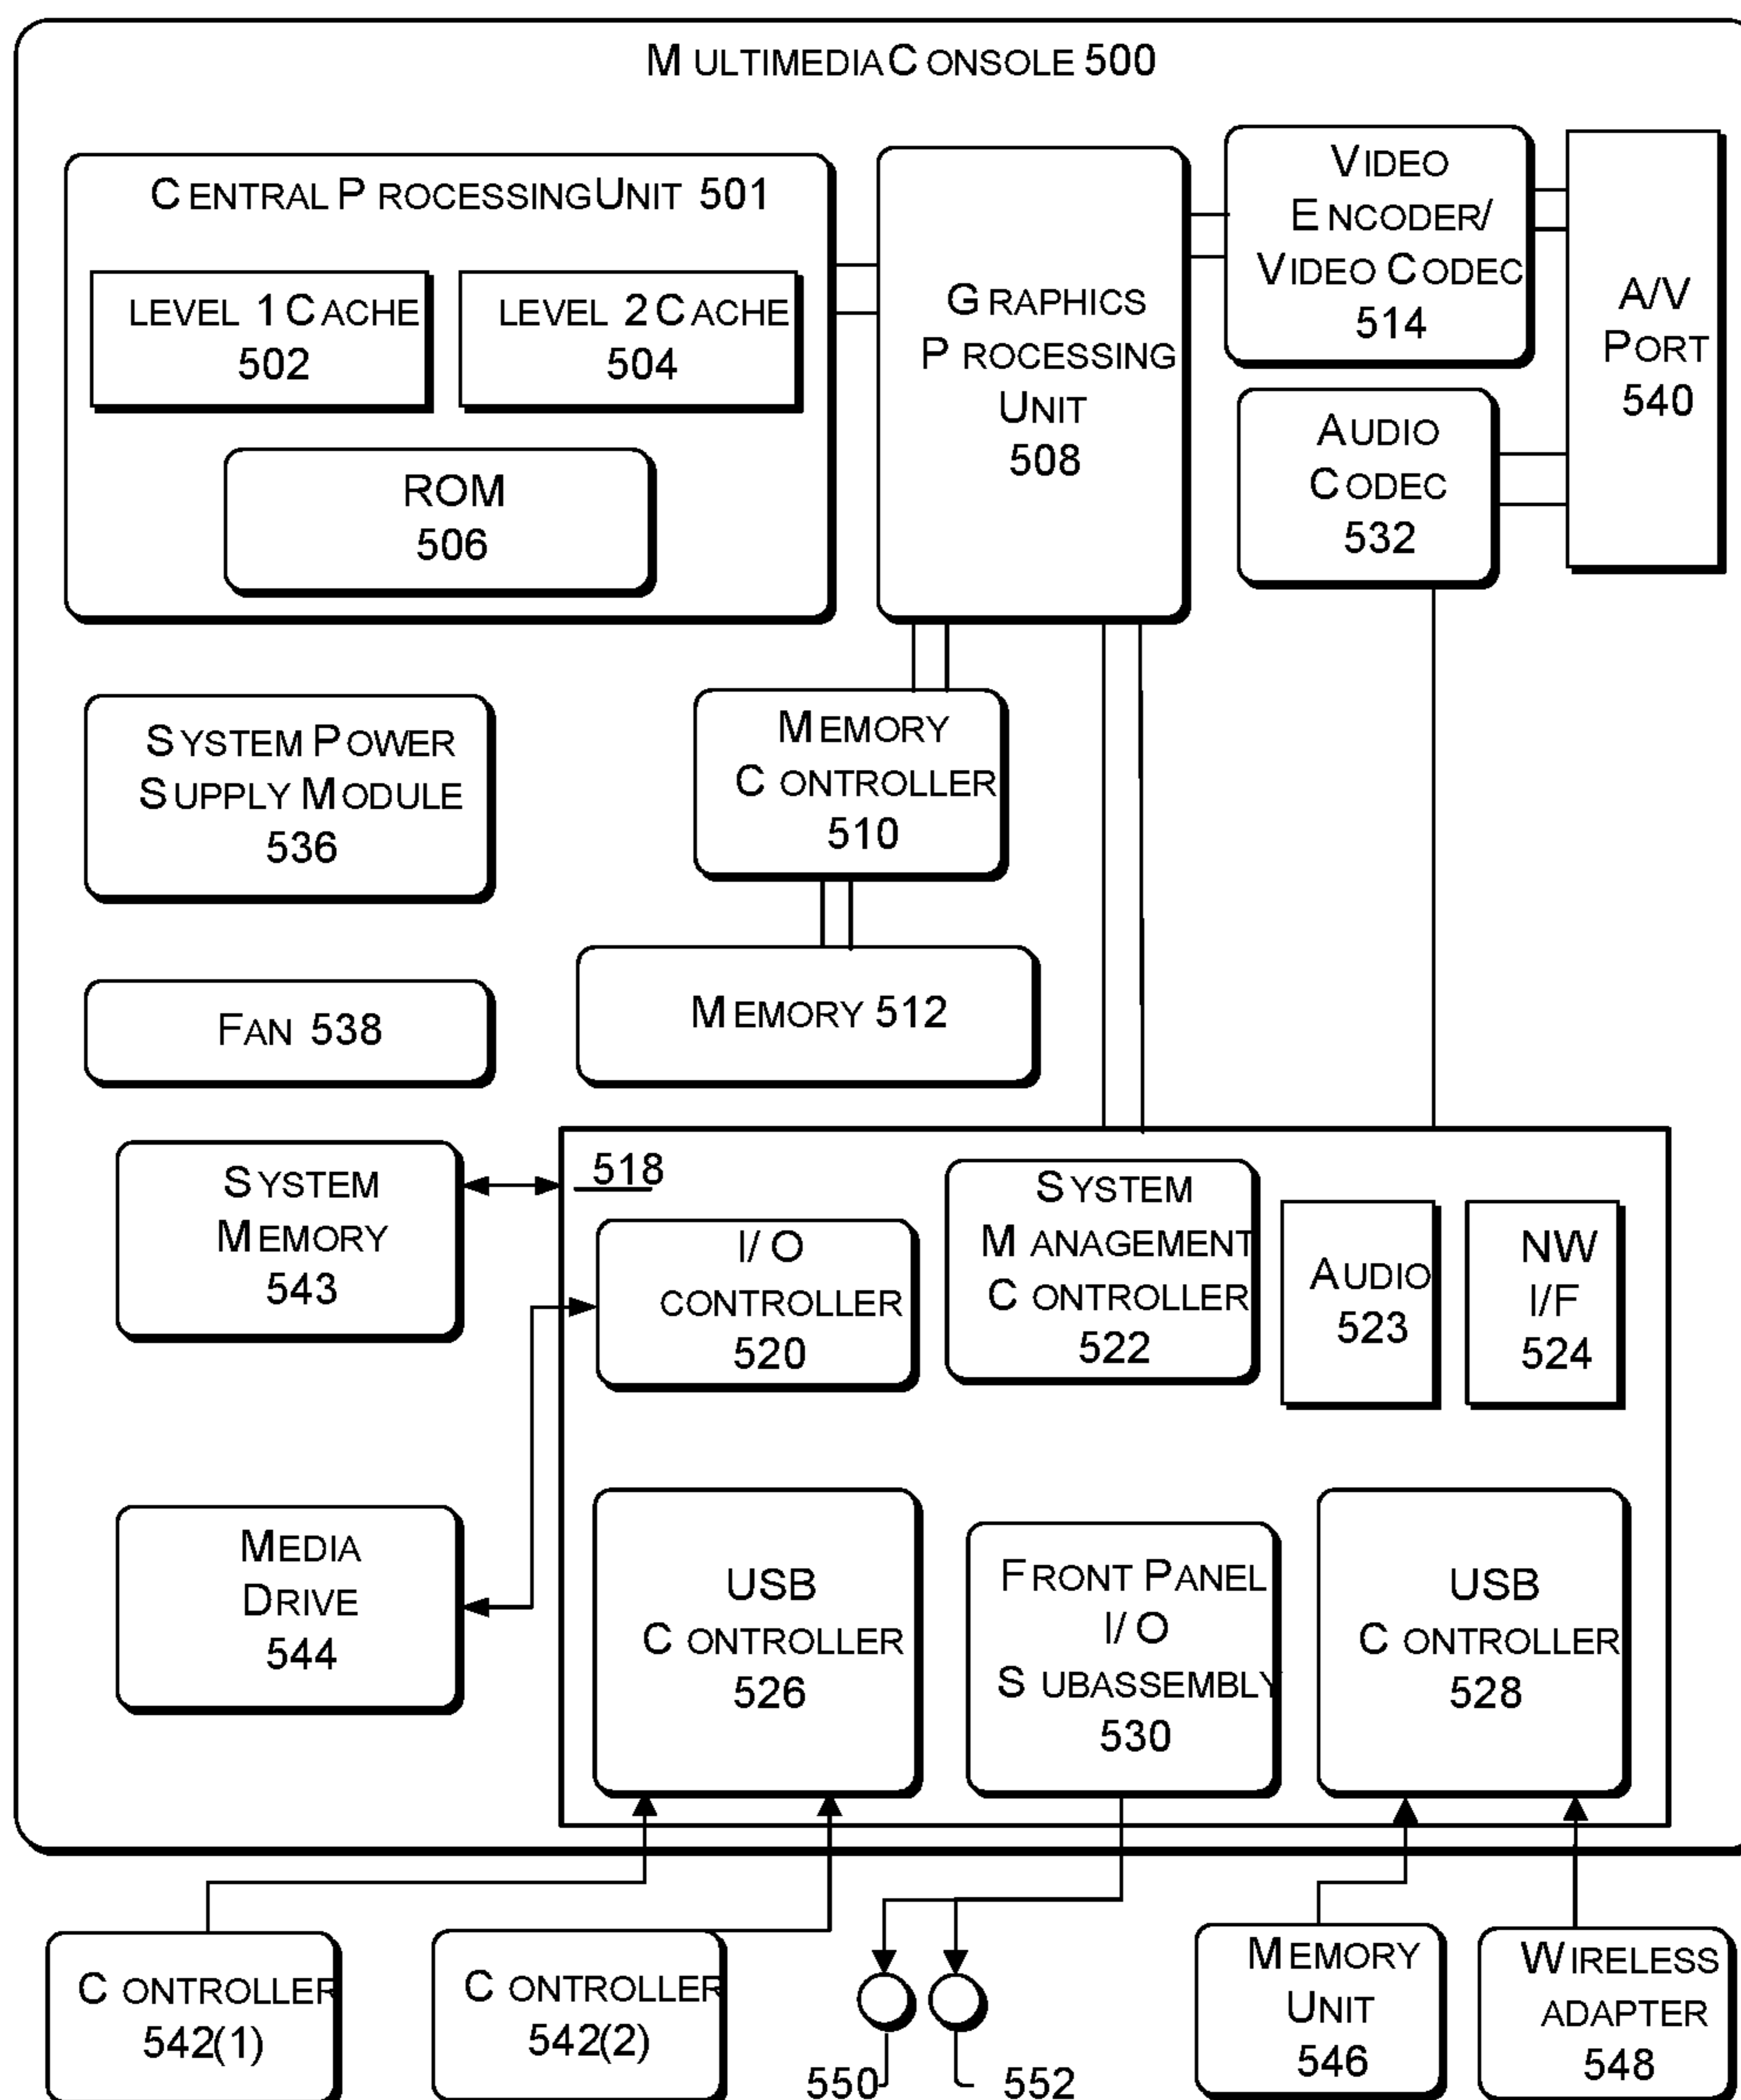 MULTIMEDIA CONSOLE 500
CENTRAL PROCESSING UNIT 501
LEVEL 1 CACHE
502
LEVEL 2 CACHE
504
ROM
506
GRAPHICS
PROCESSING
UNIT
508
VIDEO
ENCODER/
VIDEO CODEC
514
A/V
PORT
540
AUDIO
CODEC
532
SYSTEM POWER
SUPPLY MODULE
536
MEMORY
CONTROLLER
510
FAN 538
MEMORY 512
SYSTEM
MEMORY
543
518
I/O
CONTROLLER
520
SYSTEM
MANAGEMENT
CONTROLLER
522
AUDIO
523
NW
I/F
524
MEDIA
DRIVE
544
USB
CONTROLLER
526
FRONT PANEL
I/O
SUBASSEMBLY
530
USB
CONTROLLER
528
CONTROLLER
542(1)
CONTROLLER
542(2)
550
552
MEMORY
UNIT
546
WIRELESS
ADAPTER
548